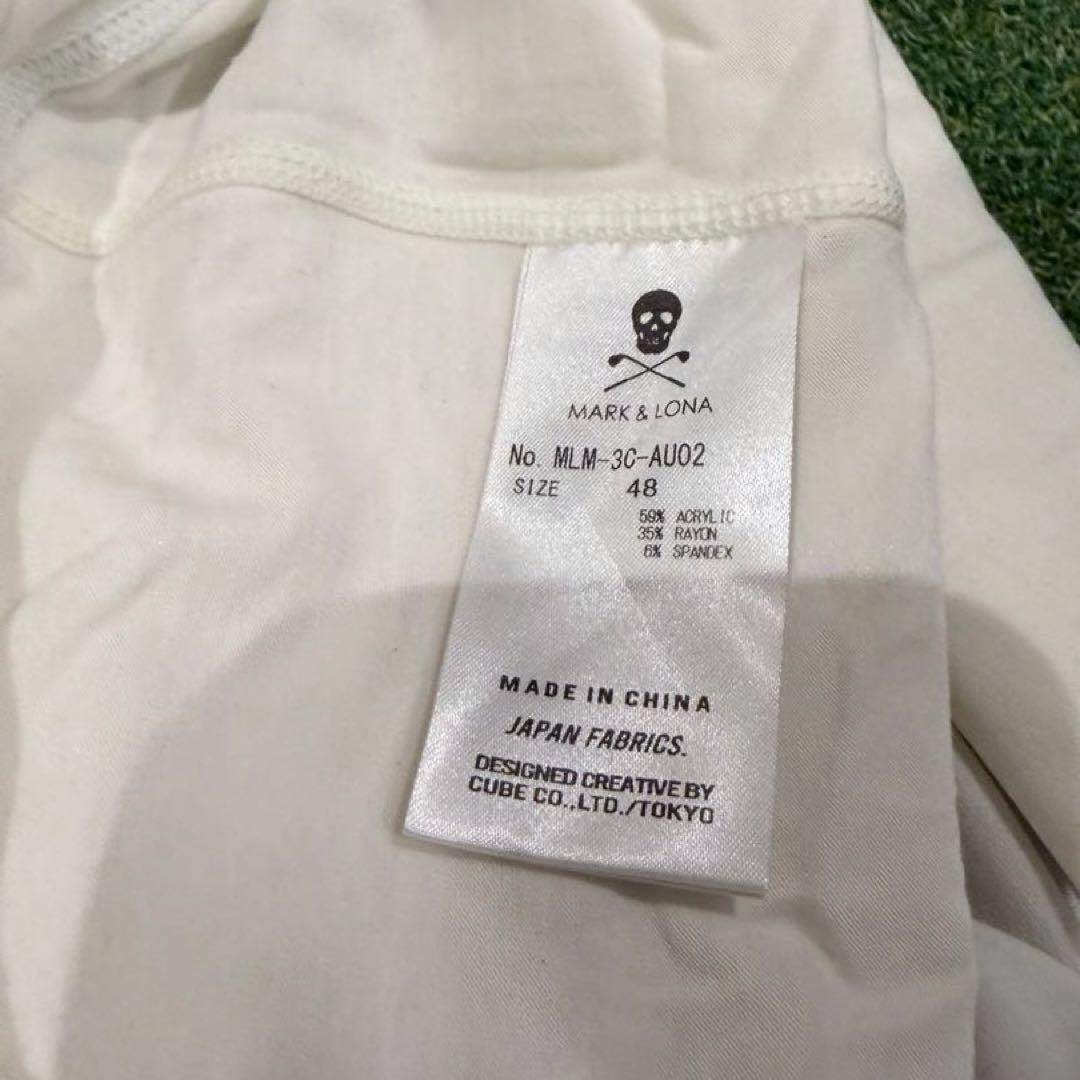 MARK & LONA
No. MLM-3C-AU02
SIZE 48
59% ACRYLIC
35% RAYON
6% SPANDEX
MADE IN CHINA
JAPAN FABRICS.
DESIGNED CREATIVE BY
CUBE CO.,LTD./TOKYO